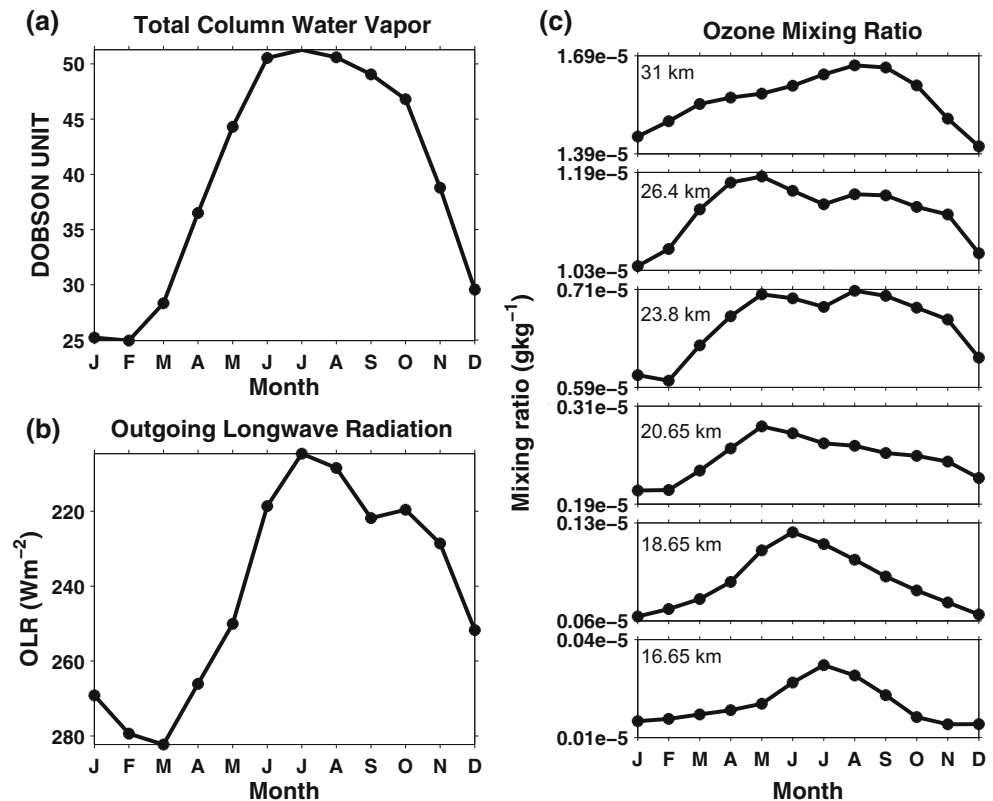 (a)
Total Column Water Vapor
DOBSON UNIT
50
45
40
35
30
25
J F M A M J J A S O N D
Month
(b)
Outgoing Longwave Radiation
OLR (Wm−2)
220
240
260
280
J F M A M J J A S O N D
Month
(c)
Ozone Mixing Ratio
Mixing ratio (gkg−1)
1.69e−5
31 km
1.39e−5
1.19e−5
26.4 km
1.03e−5
0.71e−5
23.8 km
0.59e−5
0.31e−5
20.65 km
0.19e−5
0.13e−5
18.65 km
0.06e−5
0.04e−5
16.65 km
0.01e−5
J F M A M J J A S O N D
Month